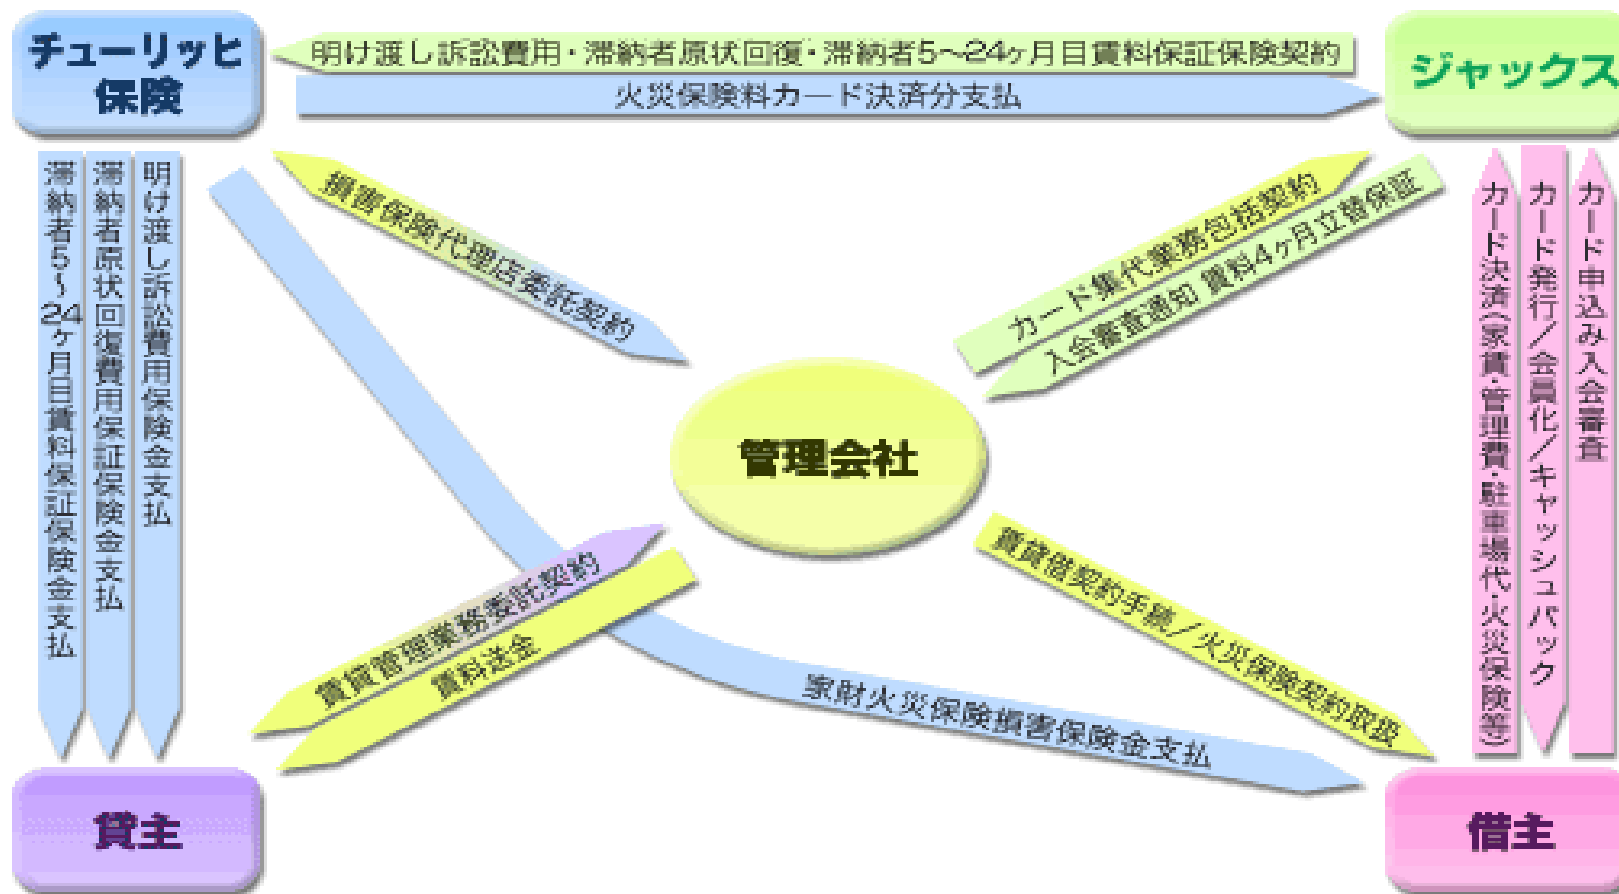 チューリッヒ
保険
明け渡し訴訟費用・滞納者原状回復・滞納者5～24ヶ月目賃料保証保険契約
火災保険料カード決済分支払
ジャックス
滞納者5～24ヶ月目賃料保証保険金支払
滞納者原状回復費用保証保険金支払
明け渡し訴訟費用保険金支払
損害保険代理店委託契約
カード集代業務包括契約
入会審査通知 賃料4ヶ月立替保証
カード決済(家賃・管理費・駐車場代・火災保険等)
カード発行／会員化／キャッシュバック
カード申込み入会審査
管理会社
賃貸管理業務委託契約
賃料送金
賃貸借契約手続／火災保険契約取扱
家財火災保険損害保険金支払
貸主
借主